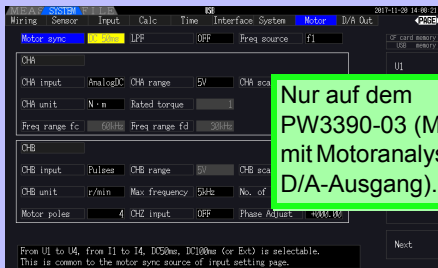 MEAS SYSTEM FILE USB 2017-11-20 14:08:21
Wiring Sensor Input Calc Time Interface System Motor D/A Out PAGE
Motor sync DC 50ms LPF OFF Freq source f1
CF card memory
USB memory
CHA
U1
CHA input AnalogDC CHA range 5V CHA sca
CHA unit N·m Rated torque 1
Freq range fc 60kHz Freq range fd 30kHz
Nur auf dem
PW3390-03 (M
mit Motoranalys
D/A-Ausgang).
CHB
CHB input Pulses CHB range 5V CHB sca
CHB unit r/min Max frequency 5kHz No. of
Motor poles 4 CHZ input OFF Phase Adjust +000.00
Next
From U1 to U4, from I1 to I4, DC50ms, DC100ms (or Ext) is selectable.
This is common to the motor sync source of input setting page.